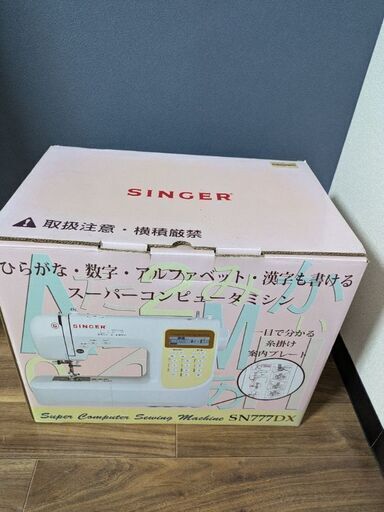 SINGER
取扱注意・横積厳禁
ひらがな・数字・アルファベット・漢字も書ける
スーパーコンピュータミシン
一目で分かる
糸掛け
案内プレート
SINGER
Super Computer Sewing Machine SN777DX